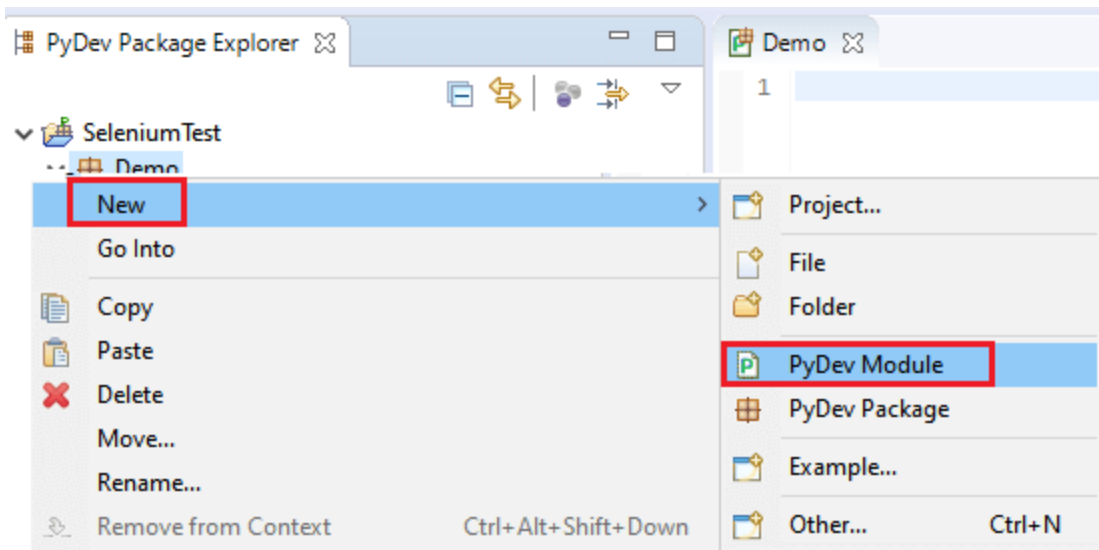 PyDev Package Explorer
Demo
1
SeleniumTest
Demo
New
Project...
Go Into
File
Copy
Folder
Paste
PyDev Module
Delete
PyDev Package
Move...
Example...
Rename...
Remove from Context Ctrl+Alt+Shift+Down
Other... Ctrl+N